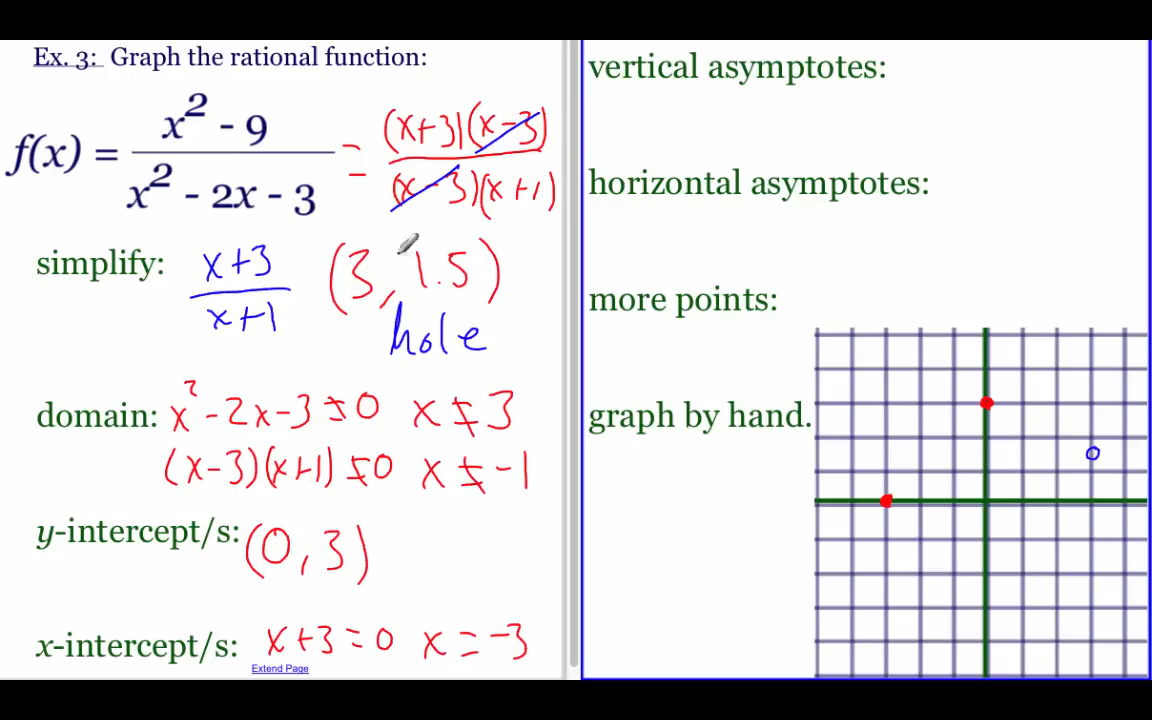 Ex. 3: Graph the rational function:
f(x) = x² - 9 / x² - 2x - 3 = (x+3)(x-3) / (x-3)(x+1)
simplify: x+3 / x+1 (3, 1.5)
hole
domain: x² - 2x - 3 ≠ 0 x ≠ 3
(x-3)(x+1) ≠ 0 x ≠ -1
y-intercept/s: (0, 3)
x-intercept/s: x+3 = 0 x = -3
Extend Page
vertical asymptotes:
horizontal asymptotes:
more points:
graph by hand.